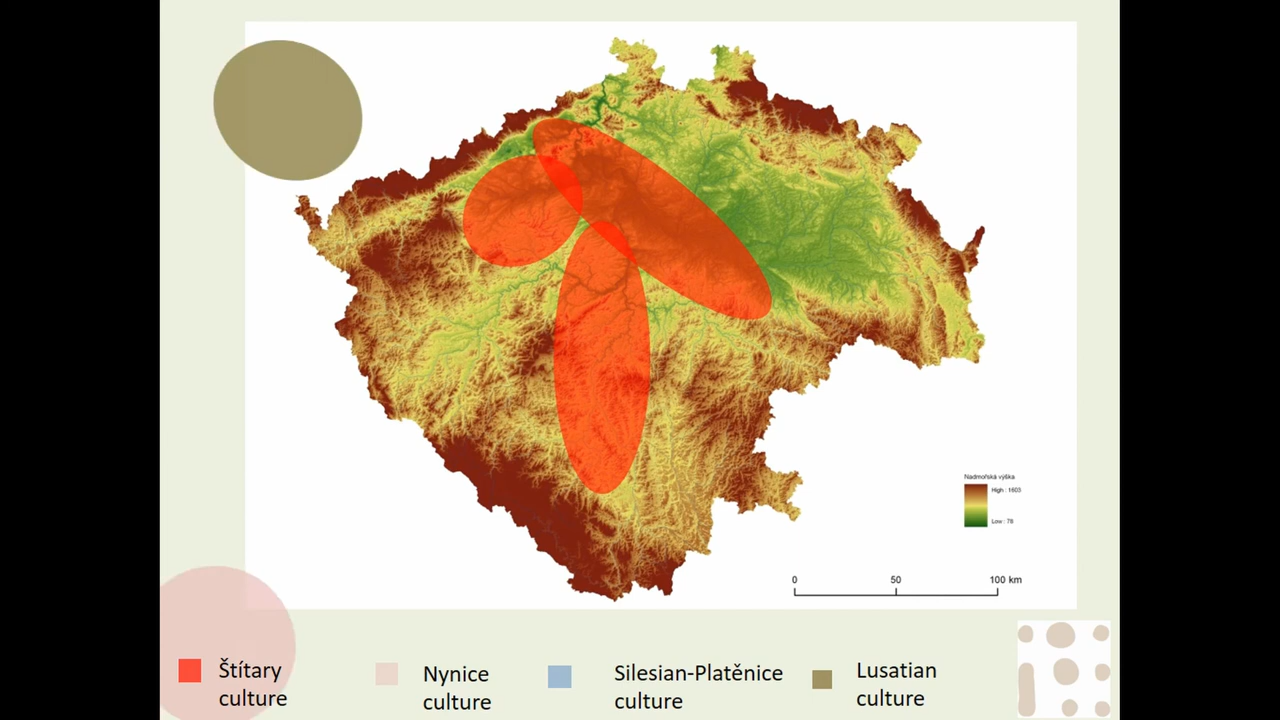 Nadmořská výška
High : 1603
Low : 78
0 50 100 km
Štítary
culture
Nynice
culture
Silesian-Platěnice
culture
Lusatian
culture